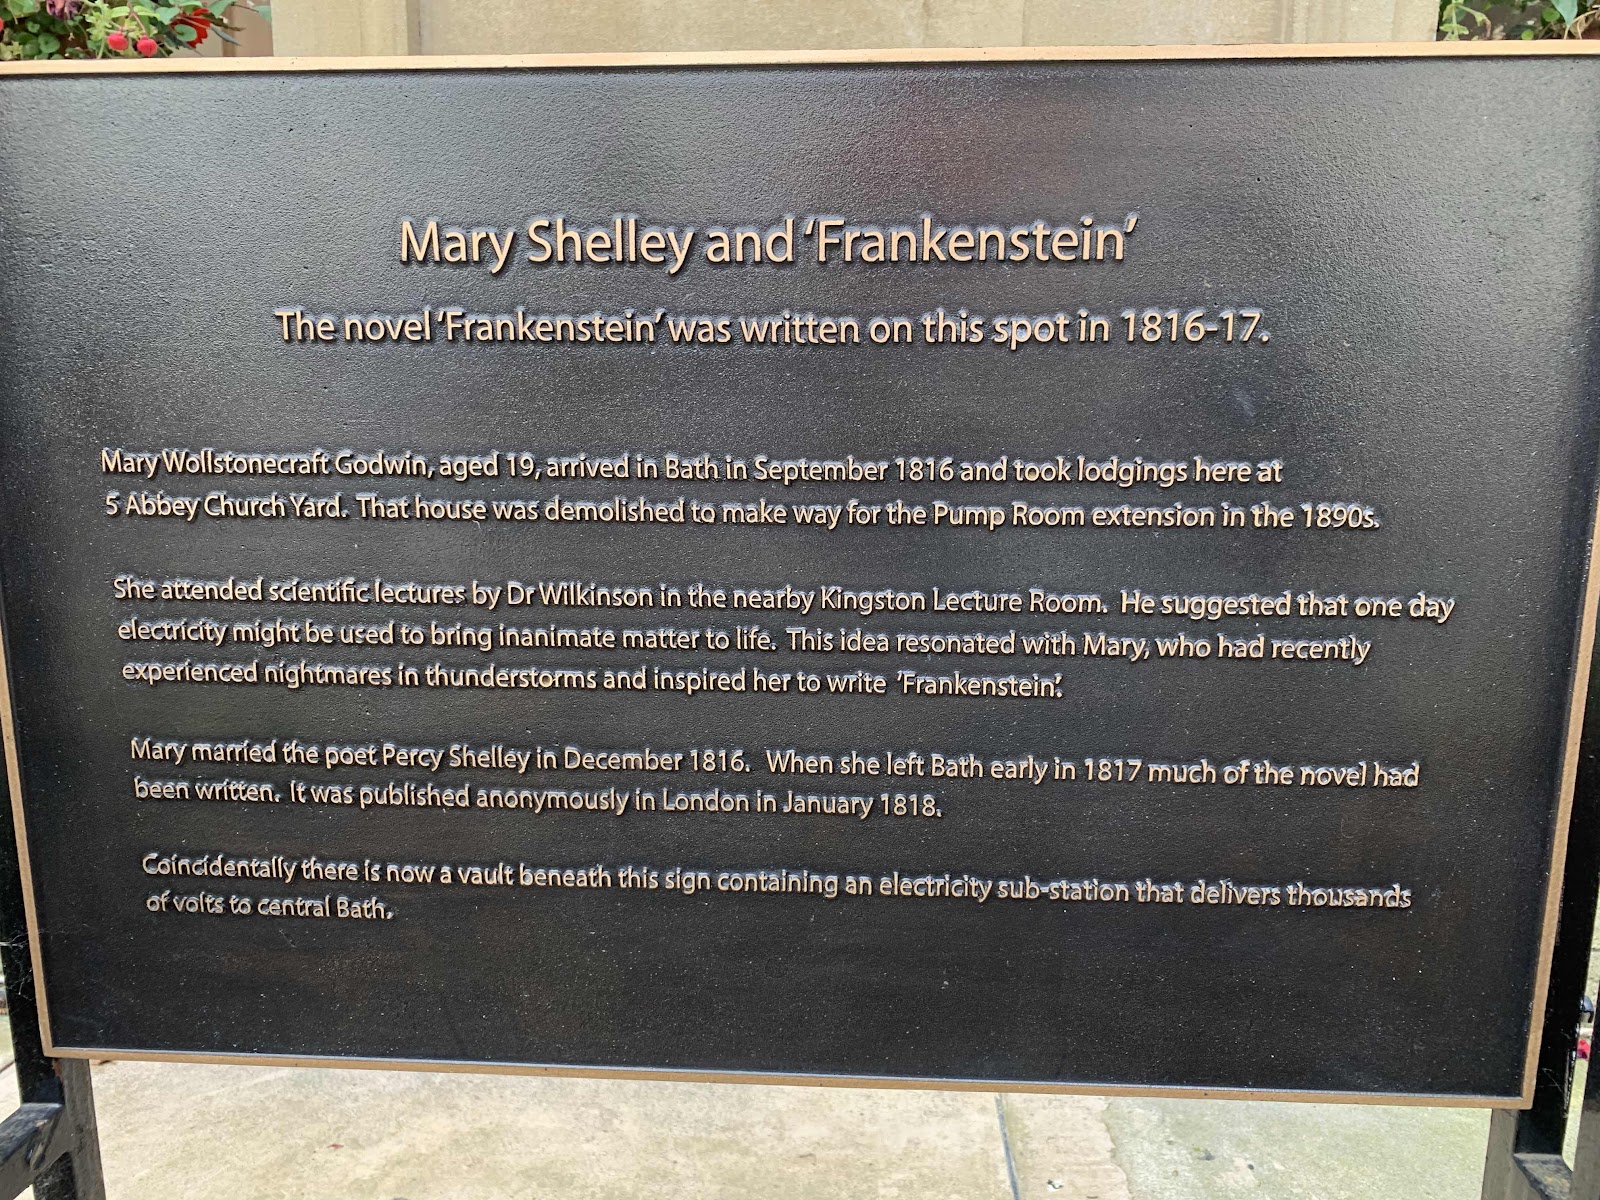 Mary Shelley and ‘Frankenstein’
The novel ‘Frankenstein’ was written on this spot in 1816-17.
Mary Wollstonecraft Godwin, aged 19, arrived in Bath in September 1816 and took lodgings here at
5 Abbey Church Yard. That house was demolished to make way for the Pump Room extension in the 1890s.
She attended scientific lectures by Dr Wilkinson in the nearby Kingston Lecture Room. He suggested that one day
electricity might be used to bring inanimate matter to life. This idea resonated with Mary, who had recently
experienced nightmares in thunderstorms and inspired her to write ‘Frankenstein’.
Mary married the poet Percy Shelley in December 1816. When she left Bath early in 1817 much of the novel had
been written. It was published anonymously in London in January 1818.
Coincidentally there is now a vault beneath this sign containing an electricity sub-station that delivers thousands
of volts to central Bath.